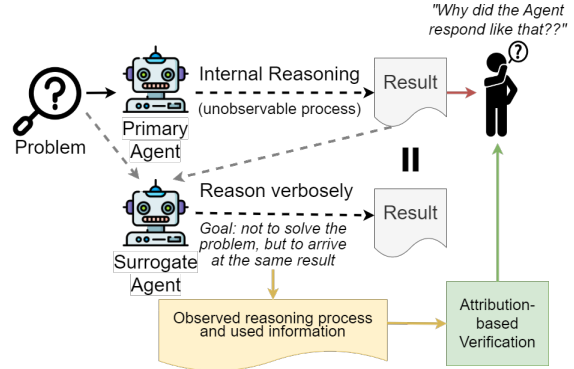 "Why did the Agent
respond like that??"
?
?
Internal Reasoning
(unobservable process)
Result
Problem
Primary
Agent
Reason verbosely
Goal: not to solve the
problem, but to arrive
at the same result
Result
Surrogate
Agent
Observed reasoning process
and used information
Attribution-
based
Verification